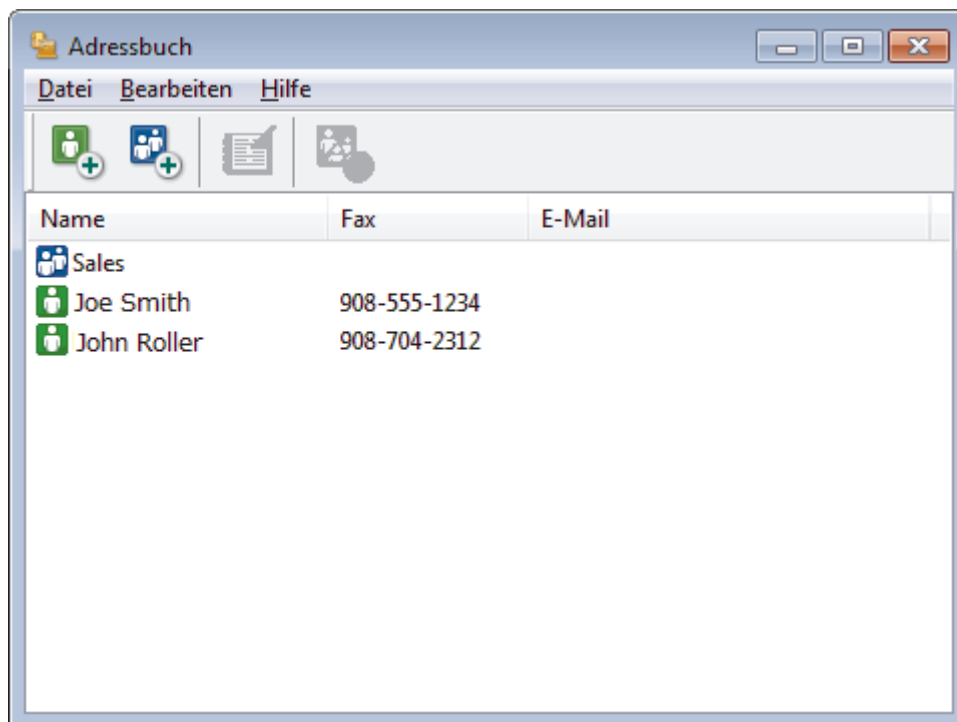 Adressbuch
Datei Bearbeiten Hilfe
Name Fax E-Mail
Sales
Joe Smith 908-555-1234
John Roller 908-704-2312